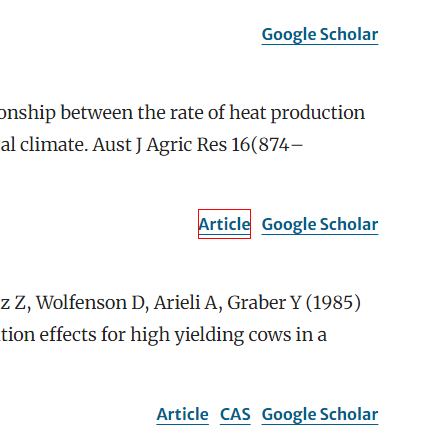 Google Scholar
onship between the rate of heat production
al climate. Aust J Agric Res 16(874–
Article Google Scholar
z Z, Wolfenson D, Arieli A, Graber Y (1985)
tion effects for high yielding cows in a
Article CAS Google Scholar